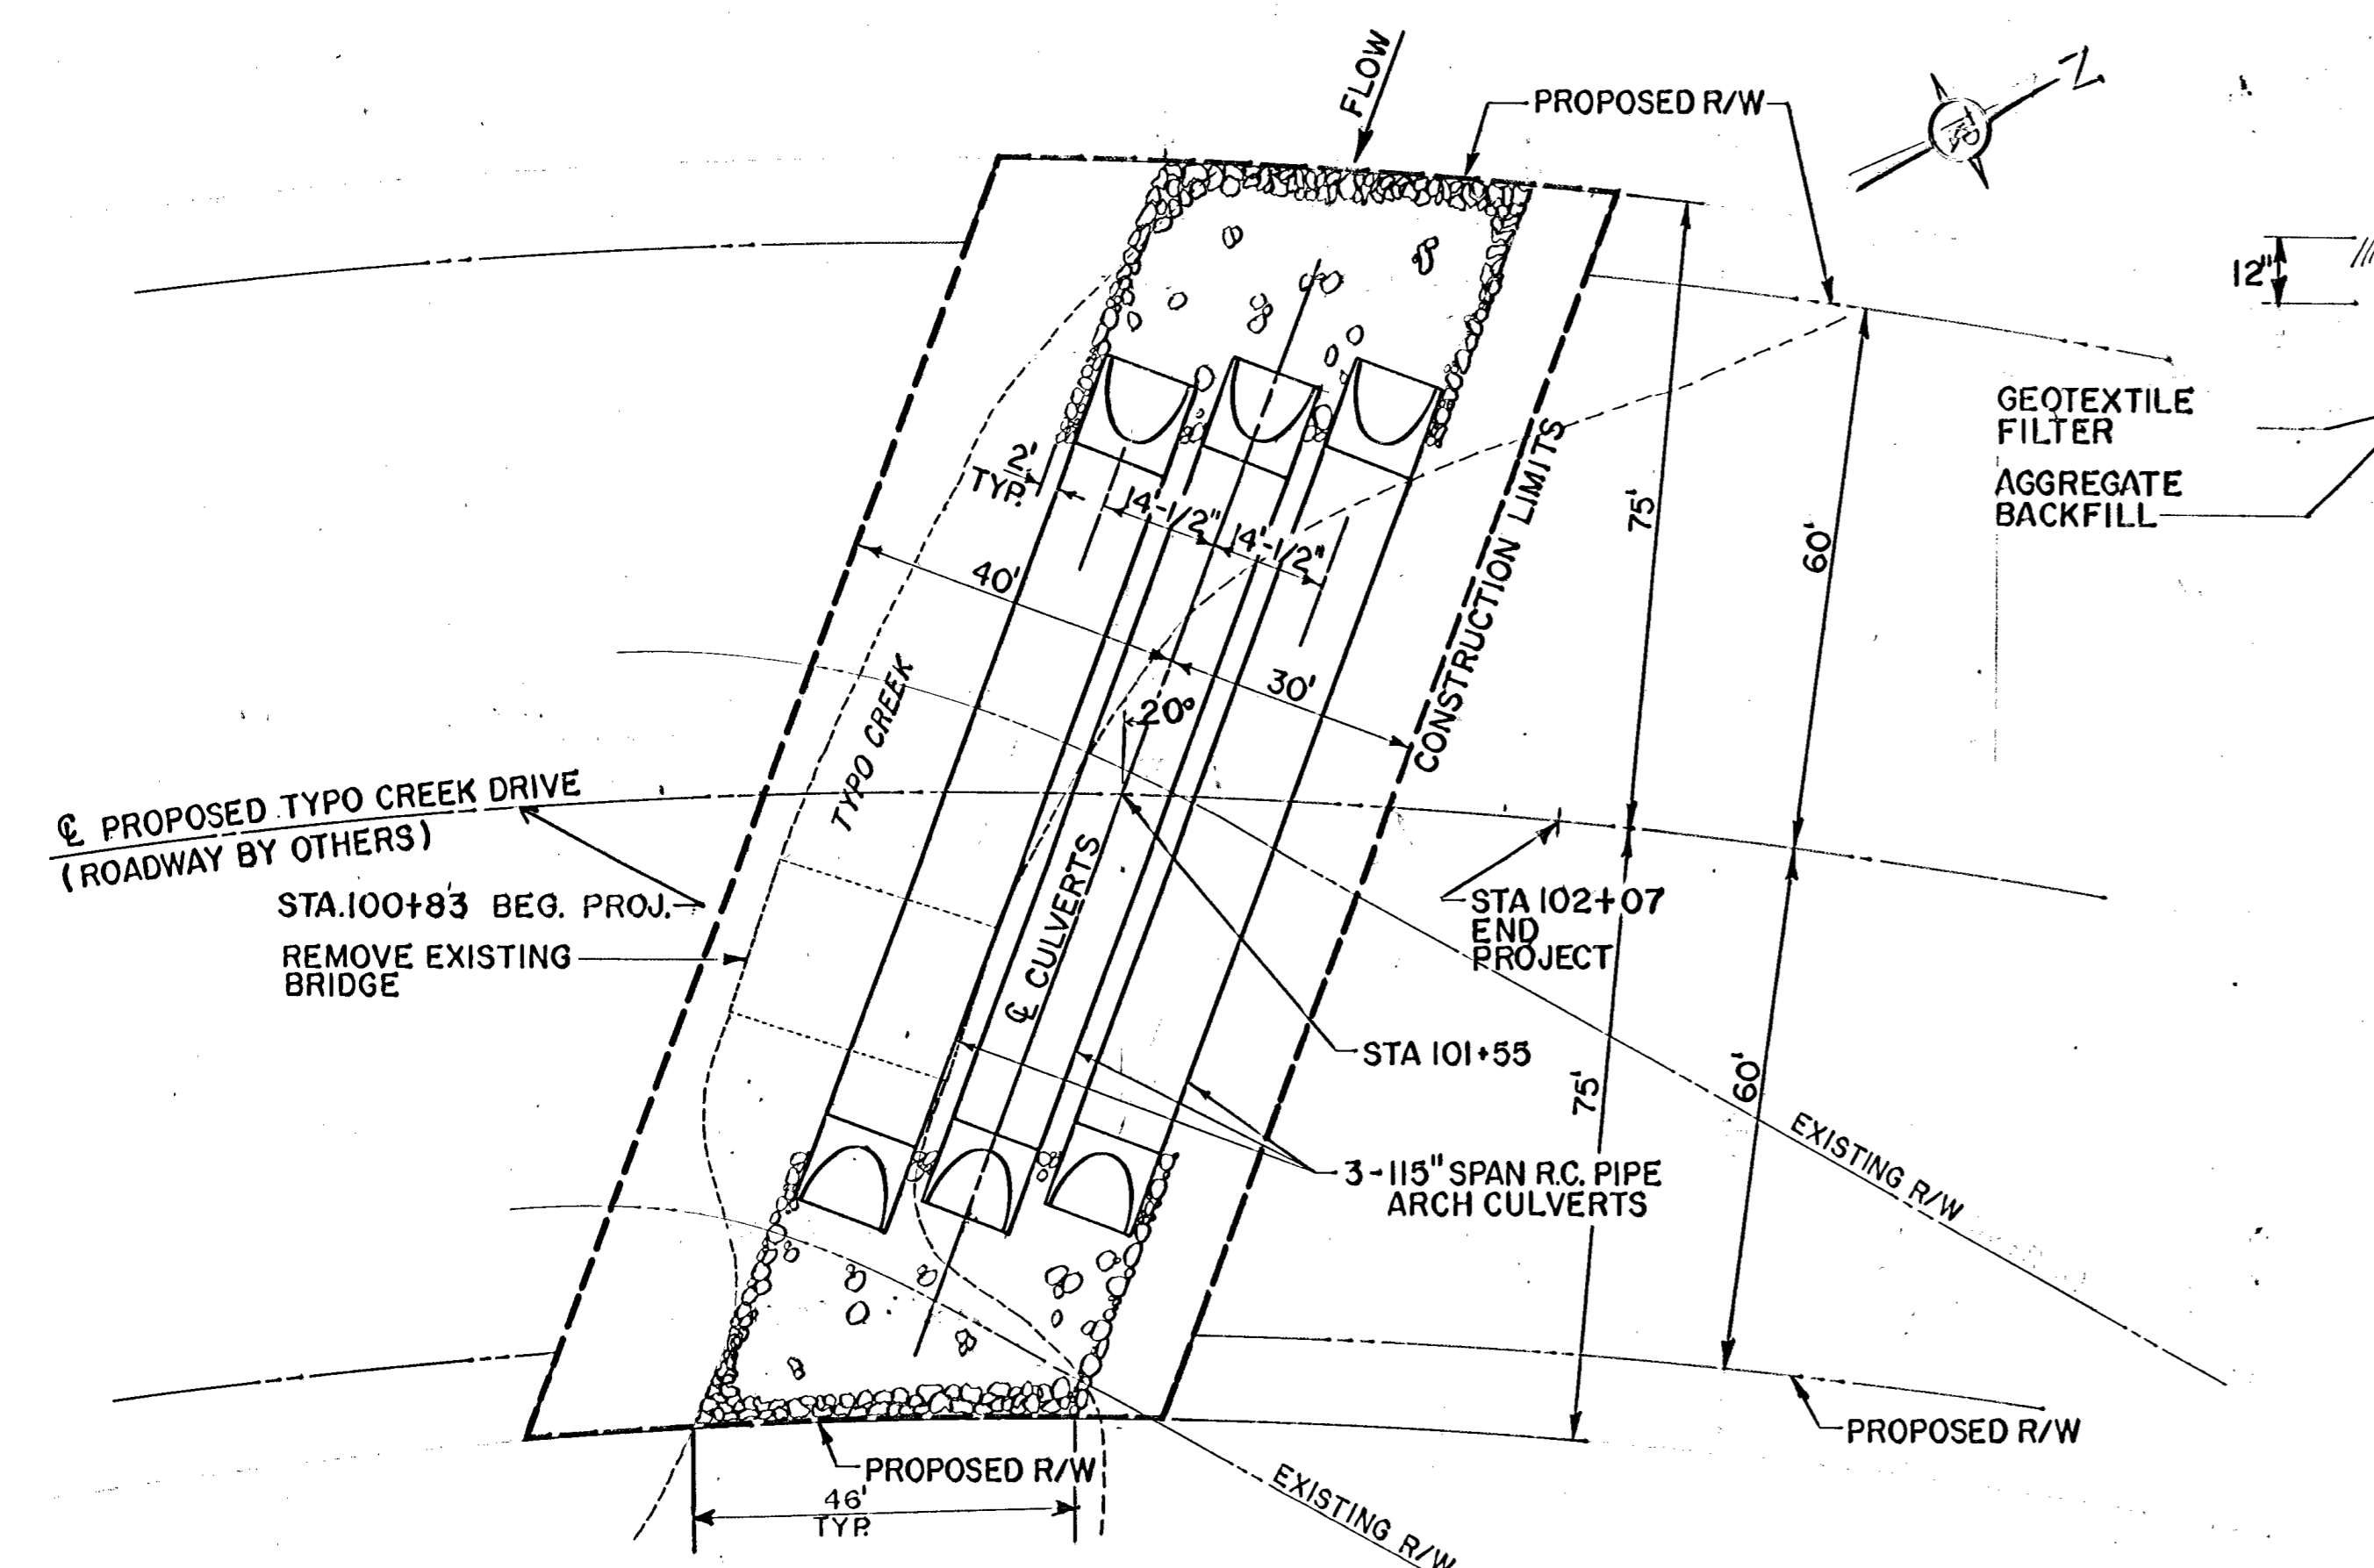 FLOW
PROPOSED R/W
N
12"
GEOTEXTILE
FILTER
AGGREGATE
BACKFILL
2'
TYP.
14'-1/2"
14'-1/2"
40'
30'
20°
75'
60'
CONSTRUCTION LIMITS
TYPO CREEK
℄ PROPOSED TYPO CREEK DRIVE
(ROADWAY BY OTHERS)
STA.100+83 BEG. PROJ.
REMOVE EXISTING
BRIDGE
℄ CULVERTS
STA 102+07
END
PROJECT
STA 101+55
75'
60'
3-115" SPAN R.C. PIPE
ARCH CULVERTS
EXISTING R/W
PROPOSED R/W
PROPOSED R/W
46'
TYP.
EXISTING R/W